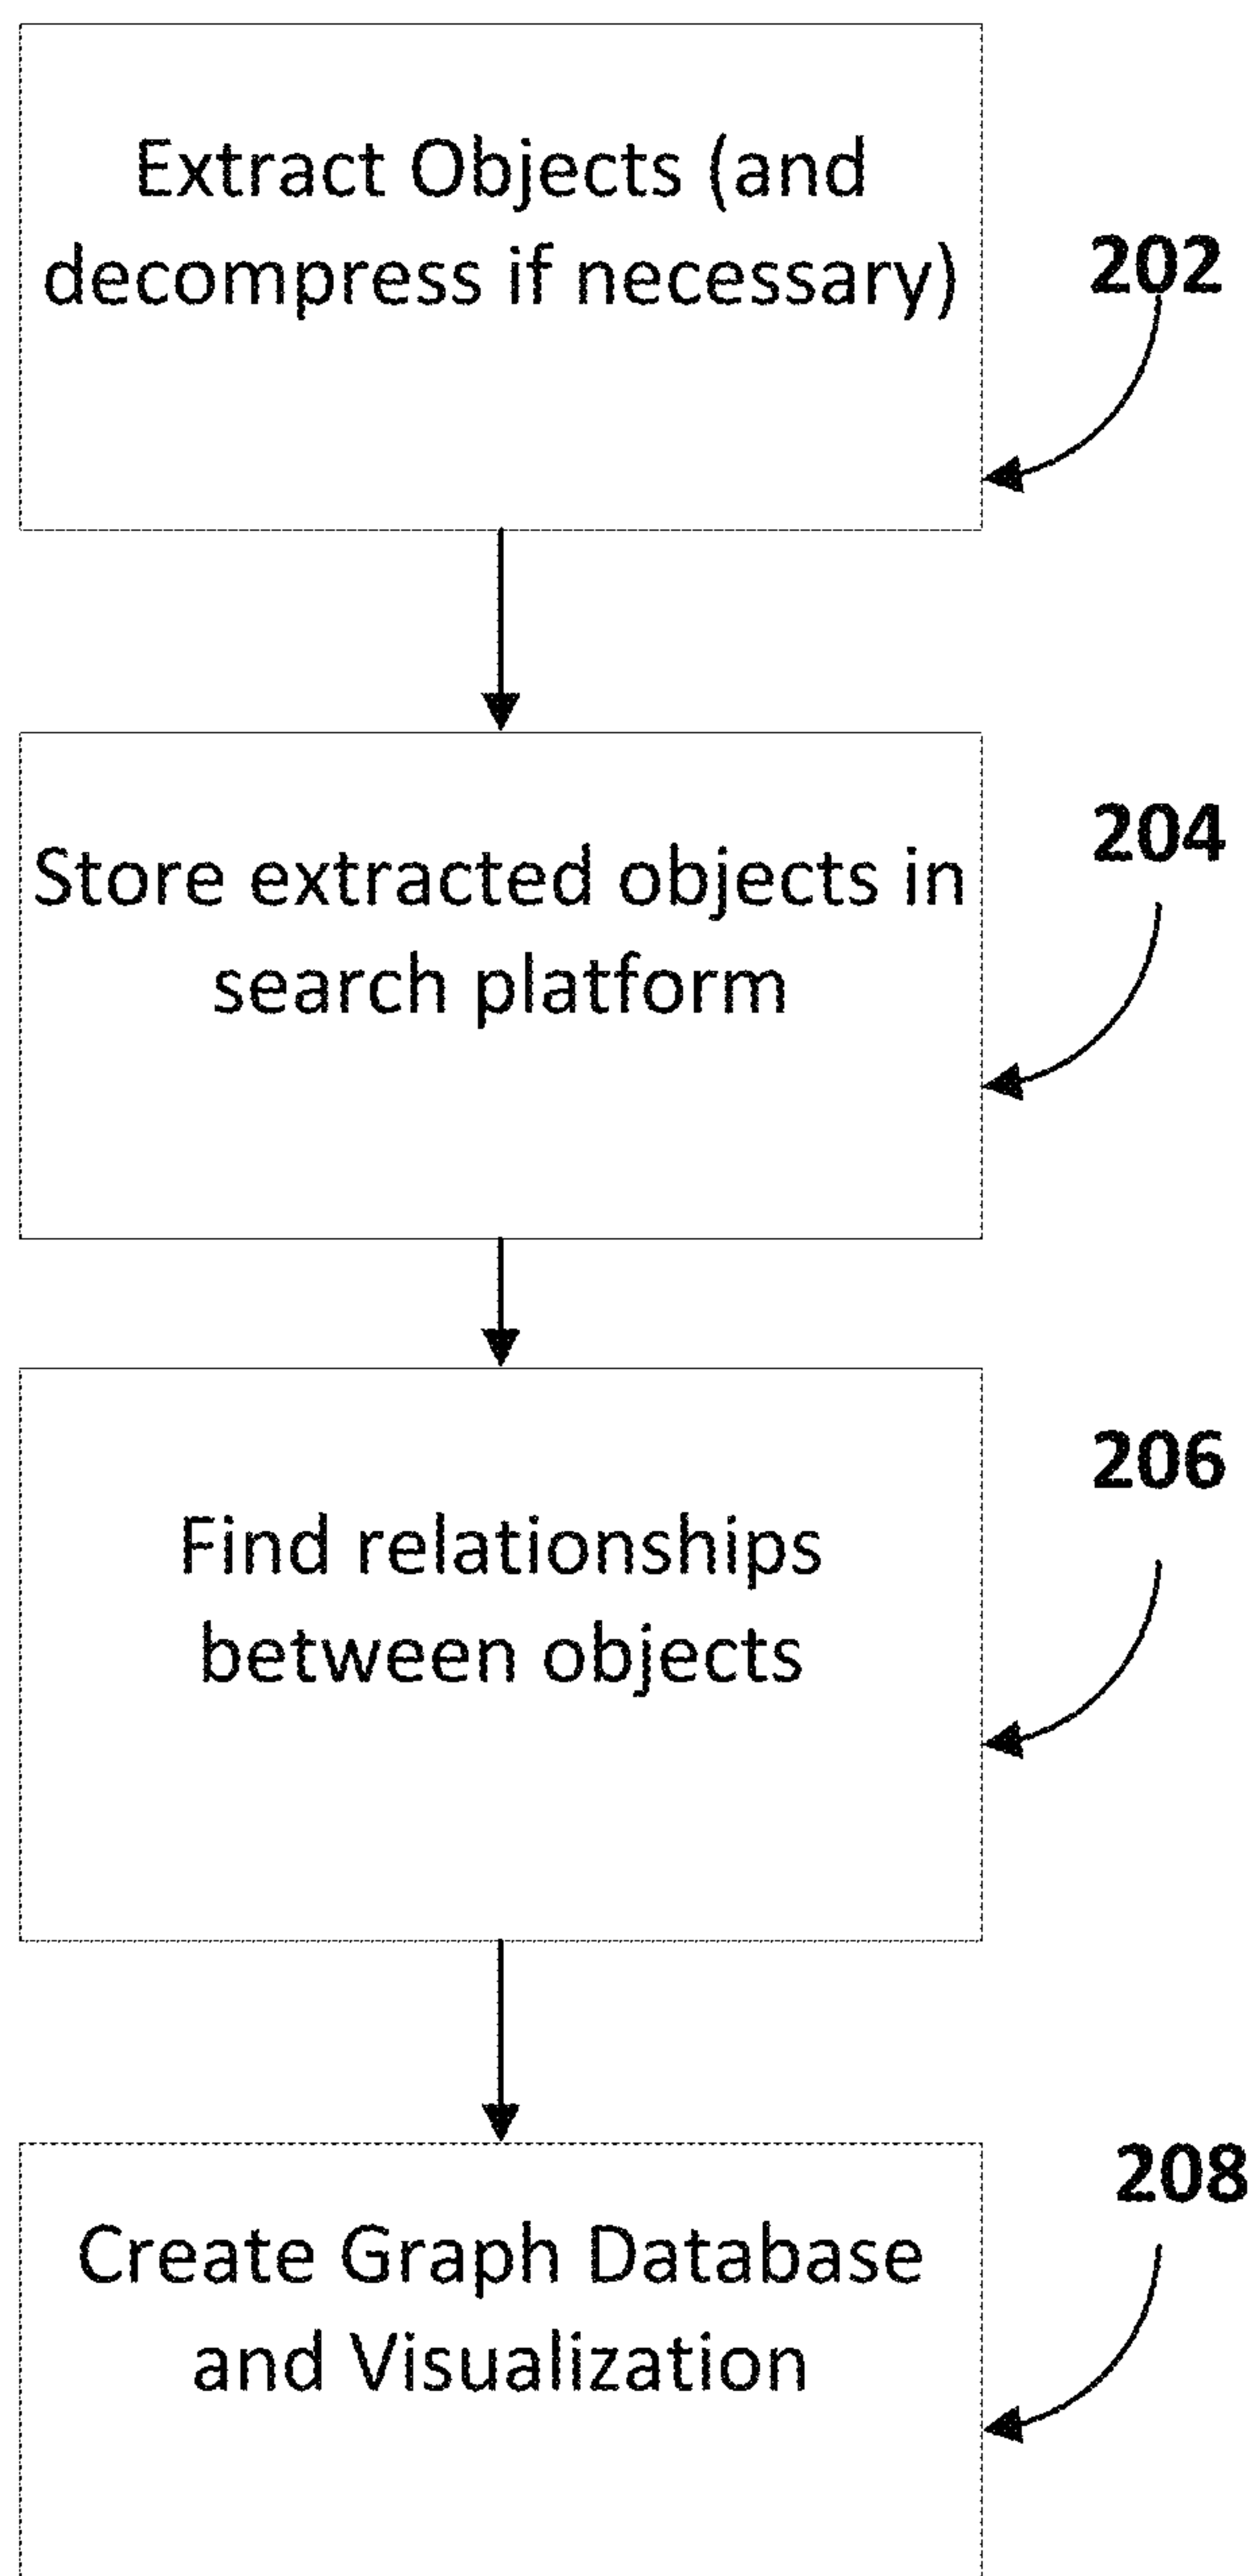 Extract Objects (and
decompress if necessary)
202
Store extracted objects in
search platform
204
Find relationships
between objects
206
Create Graph Database
and Visualization
208